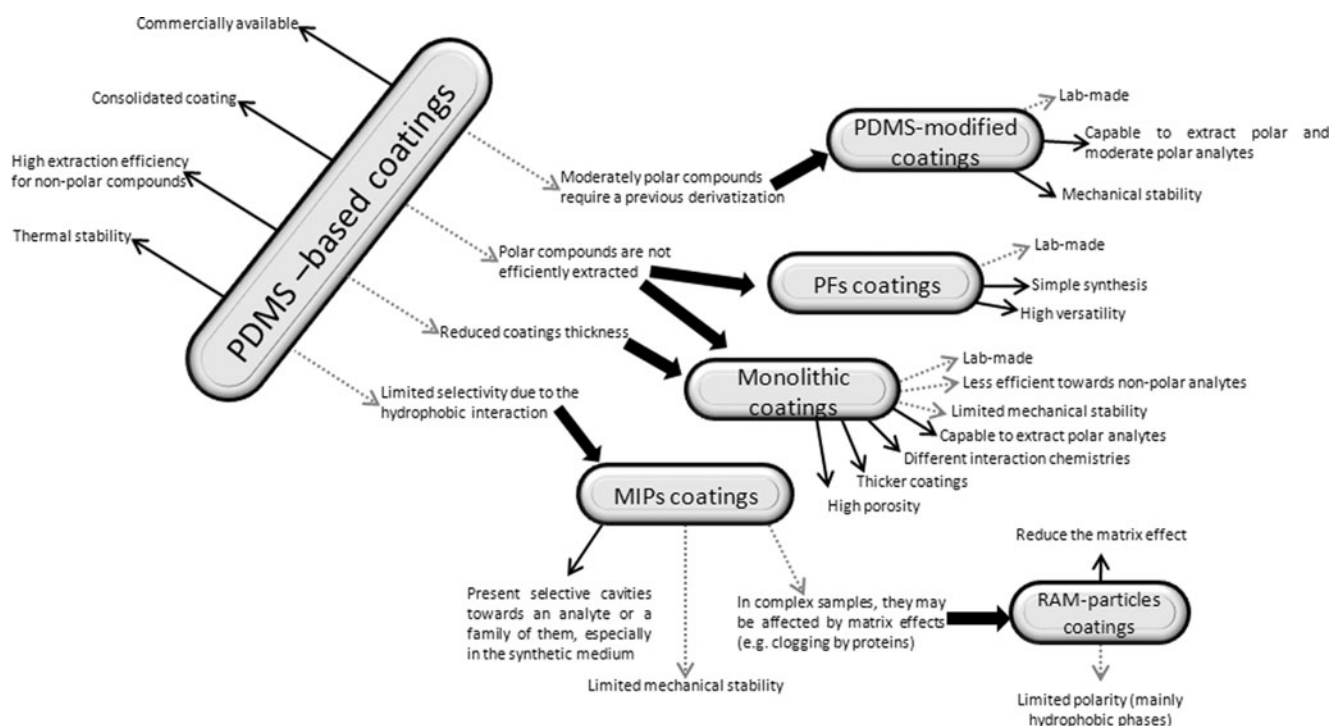 Commercially available
Consolidated coating
High extraction efficiency
for non-polar compounds
Thermal stability
PDMS –based coatings
Moderately polar compounds
require a previous derivatization
Polar compounds are not
efficiently extracted
Reduced coatings thickness
Limited selectivity due to the
hydrophobic interaction
PDMS-modified
coatings
Lab-made
Capable to extract polar and
moderate polar analytes
Mechanical stability
PFs coatings
Lab-made
Simple synthesis
High versatility
Monolithic
coatings
Lab-made
Less efficient towards non-polar analytes
Limited mechanical stability
Capable to extract polar analytes
Different interaction chemistries
Thicker coatings
High porosity
MIPs coatings
Present selective cavities
towards an analyte or a
family of them, especially
in the synthetic medium
Limited mechanical stability
In complex samples, they may
be affected by matrix effects
(e.g. clogging by proteins)
Reduce the matrix effect
RAM-particles
coatings
Limited polarity (mainly
hydrophobic phases)